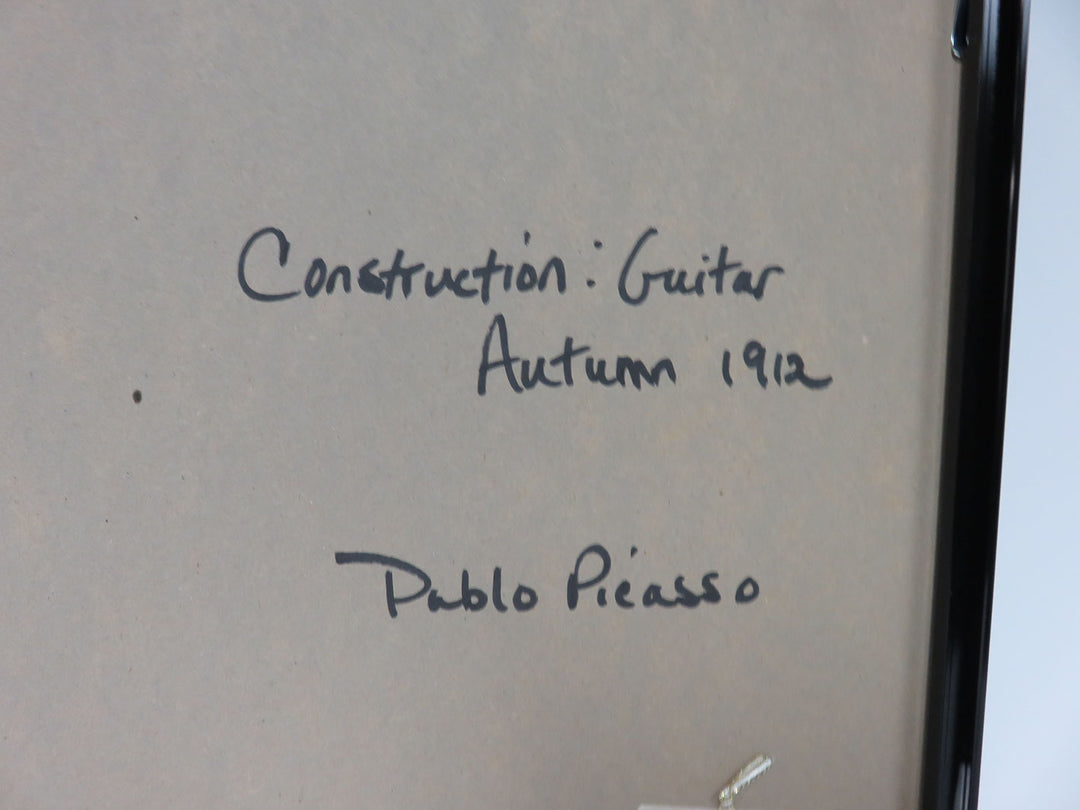 Construction: Guitar
Autumn 1912
Pablo Picasso